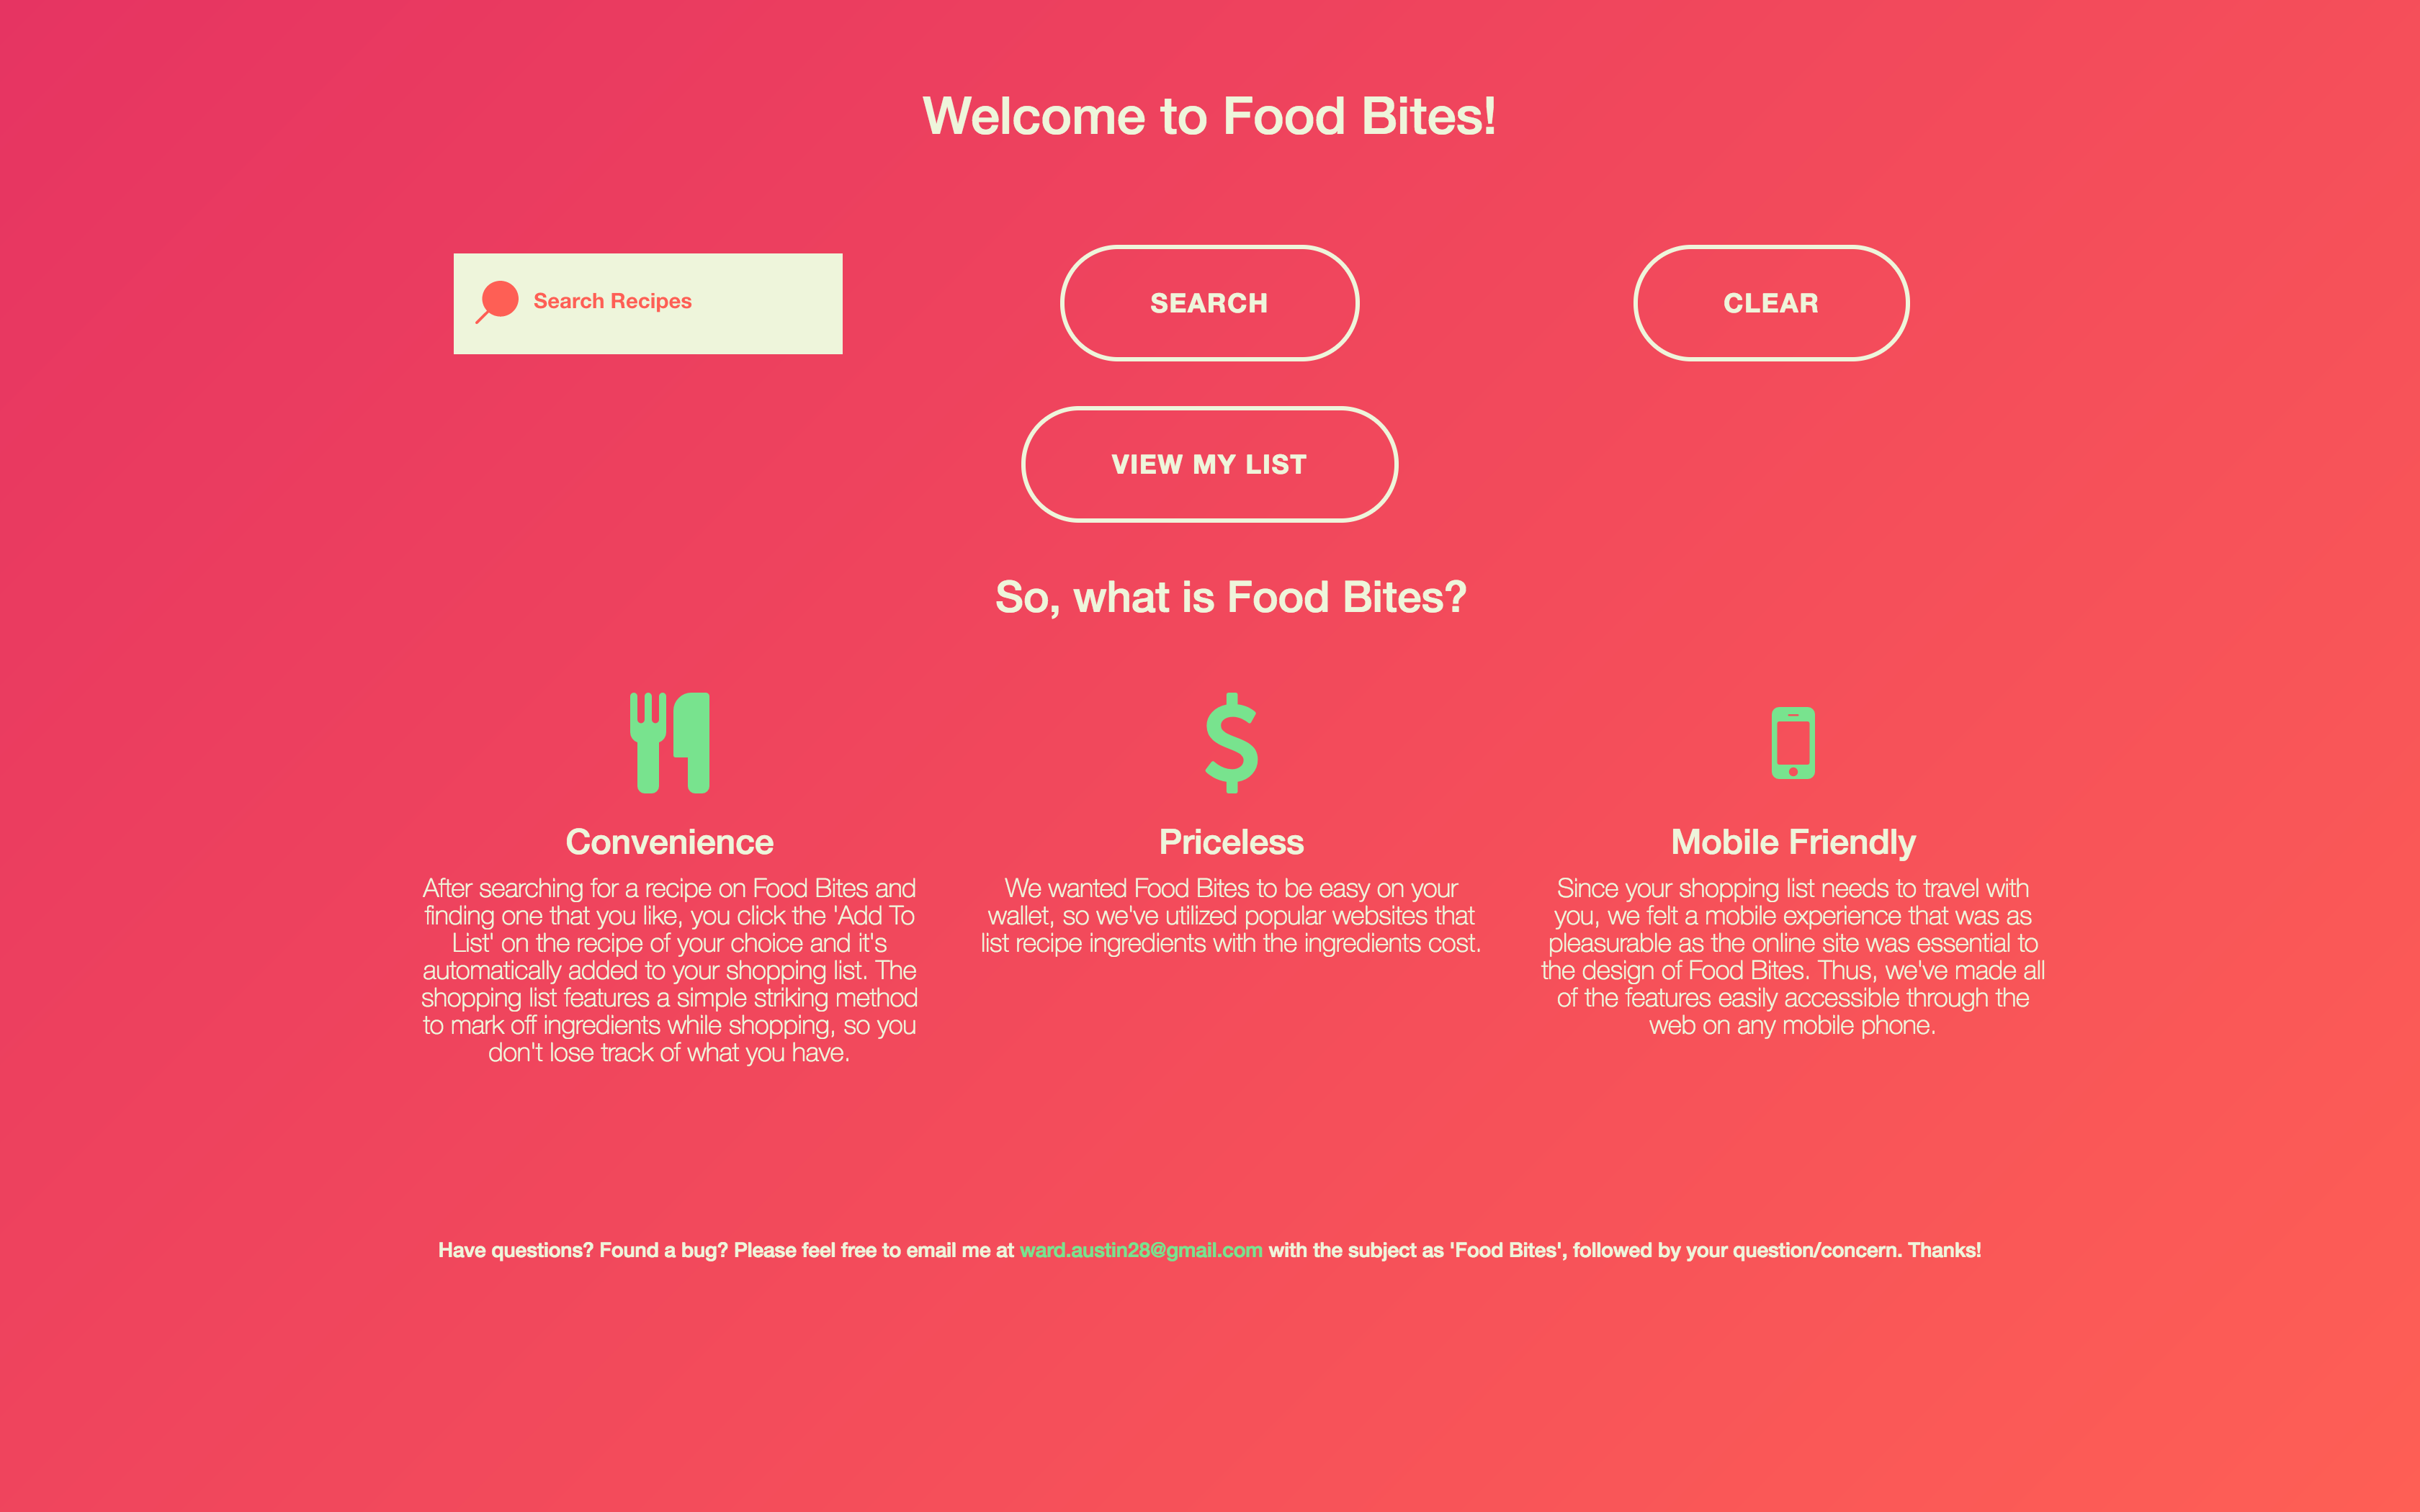 Welcome to Food Bites!
Search Recipes
SEARCH
CLEAR
VIEW MY LIST
So, what is Food Bites?
Convenience
After searching for a recipe on Food Bites and
finding one that you like, you click the 'Add To
List' on the recipe of your choice and it's
automatically added to your shopping list. The
shopping list features a simple striking method
to mark off ingredients while shopping, so you
don't lose track of what you have.
Priceless
We wanted Food Bites to be easy on your
wallet, so we've utilized popular websites that
list recipe ingredients with the ingredients cost.
Mobile Friendly
Since your shopping list needs to travel with
you, we felt a mobile experience that was as
pleasurable as the online site was essential to
the design of Food Bites. Thus, we've made all
of the features easily accessible through the
web on any mobile phone.
Have questions? Found a bug? Please feel free to email me at ward.austin28@gmail.com with the subject as 'Food Bites', followed by your question/concern. Thanks!